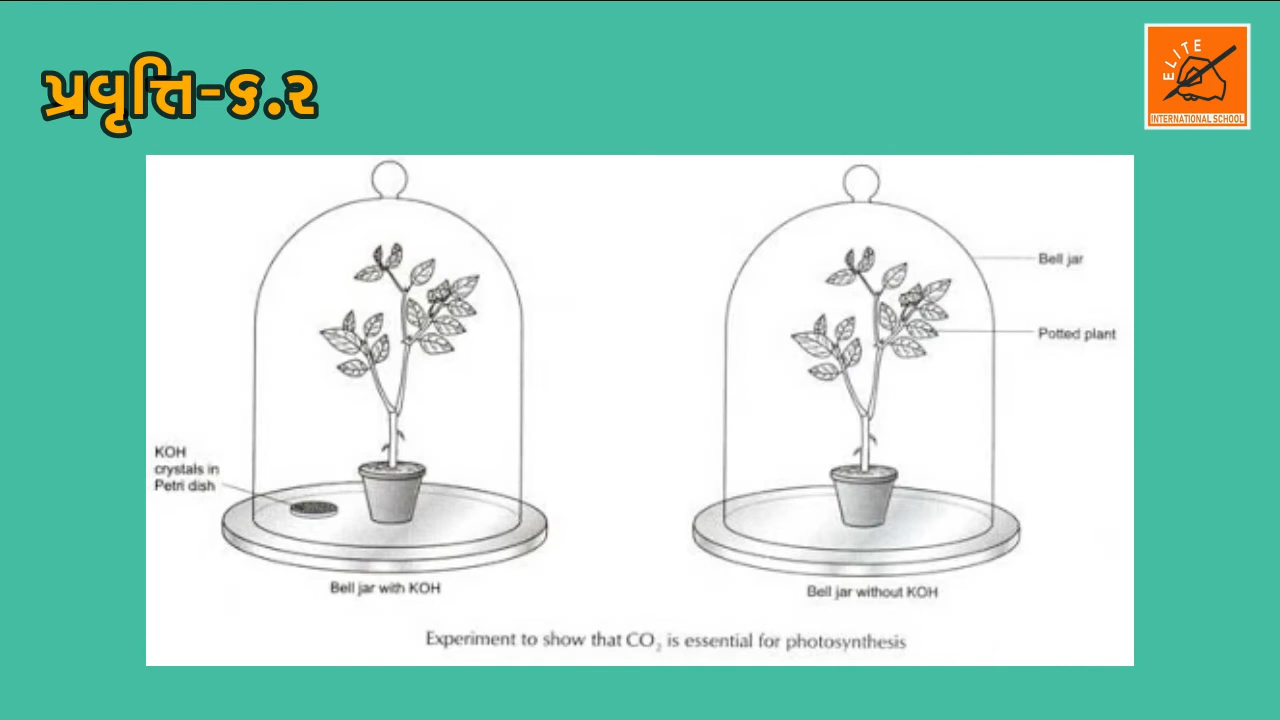 પ્રવૃત્તિ-૬.૨
ELITE
INTERNATIONAL SCHOOL
Bell jar
Potted plant
KOH
crystals in
Petri dish
Bell jar with KOH
Bell jar without KOH
Experiment to show that CO₂ is essential for photosynthesis